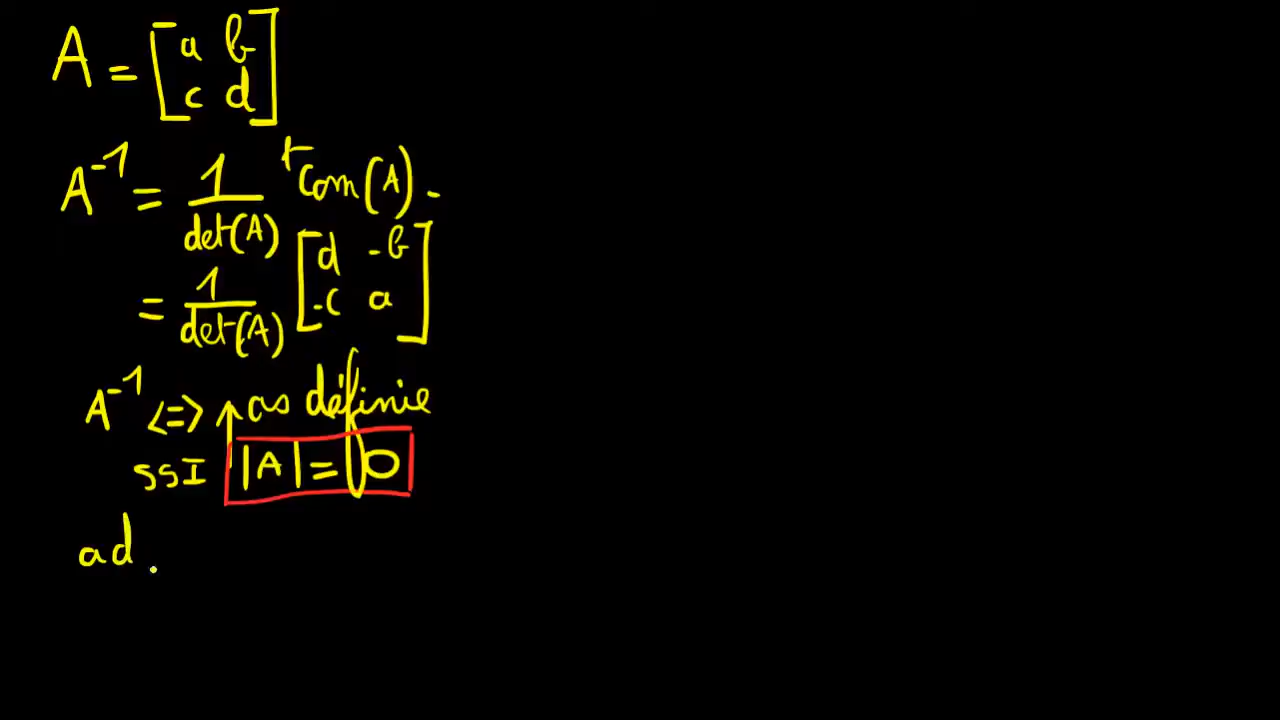 A = [a b
c d]
A⁻¹ = 1/det(A) ᵗCom(A) -
= 1/det(A) [d -b
-c a]
A⁻¹ <=> ↑ as définie
SSI |A| = 0
ad .